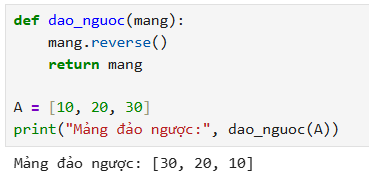 def dao_nguoc(mang):
    mang.reverse()
    return mang

A = [10, 20, 30]
print("Mảng đảo ngược:", dao_nguoc(A))
Mảng đảo ngược: [30, 20, 10]